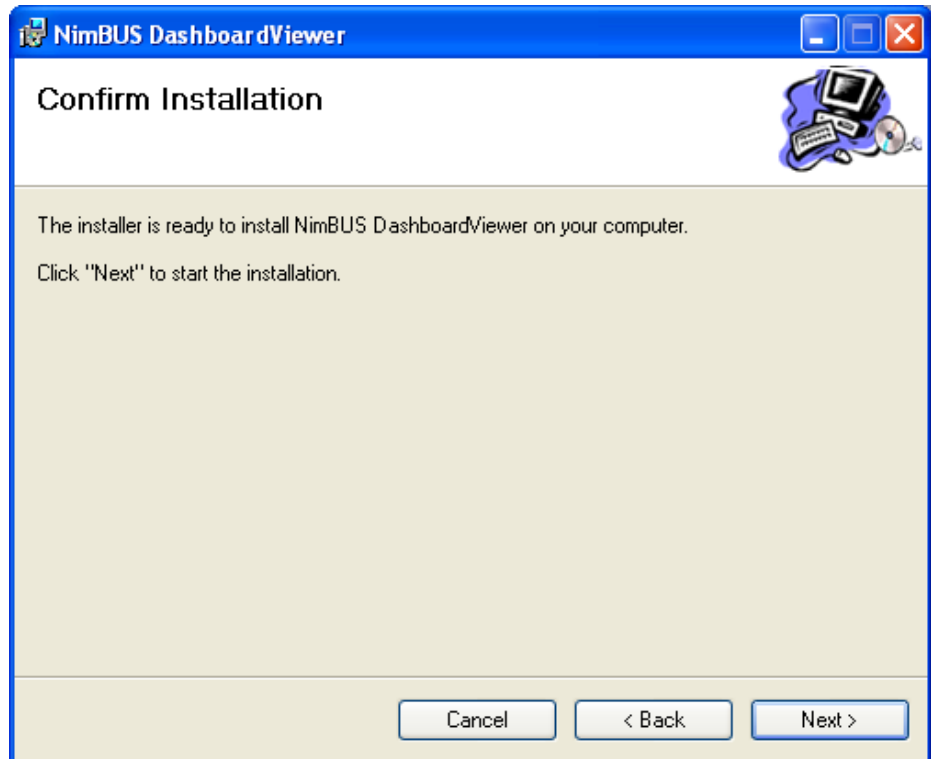 NimBUS DashboardViewer
Confirm Installation
The installer is ready to install NimBUS DashboardViewer on your computer.
Click "Next" to start the installation.
Cancel
< Back
Next >